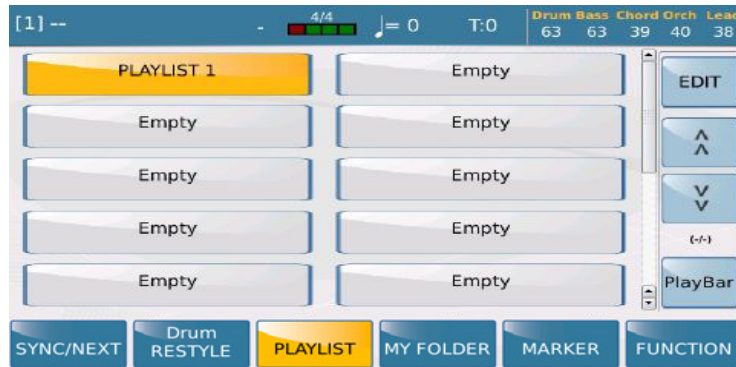 [1] -- - 4/4 ♩= 0 T:0 Drum Bass Chord Orch Lead
63 63 39 40 38
PLAYLIST 1 Empty
Empty Empty
Empty Empty
Empty Empty
Empty Empty
EDIT
(-/-)
PlayBar
SYNC/NEXT Drum RESTYLE PLAYLIST MY FOLDER MARKER FUNCTION